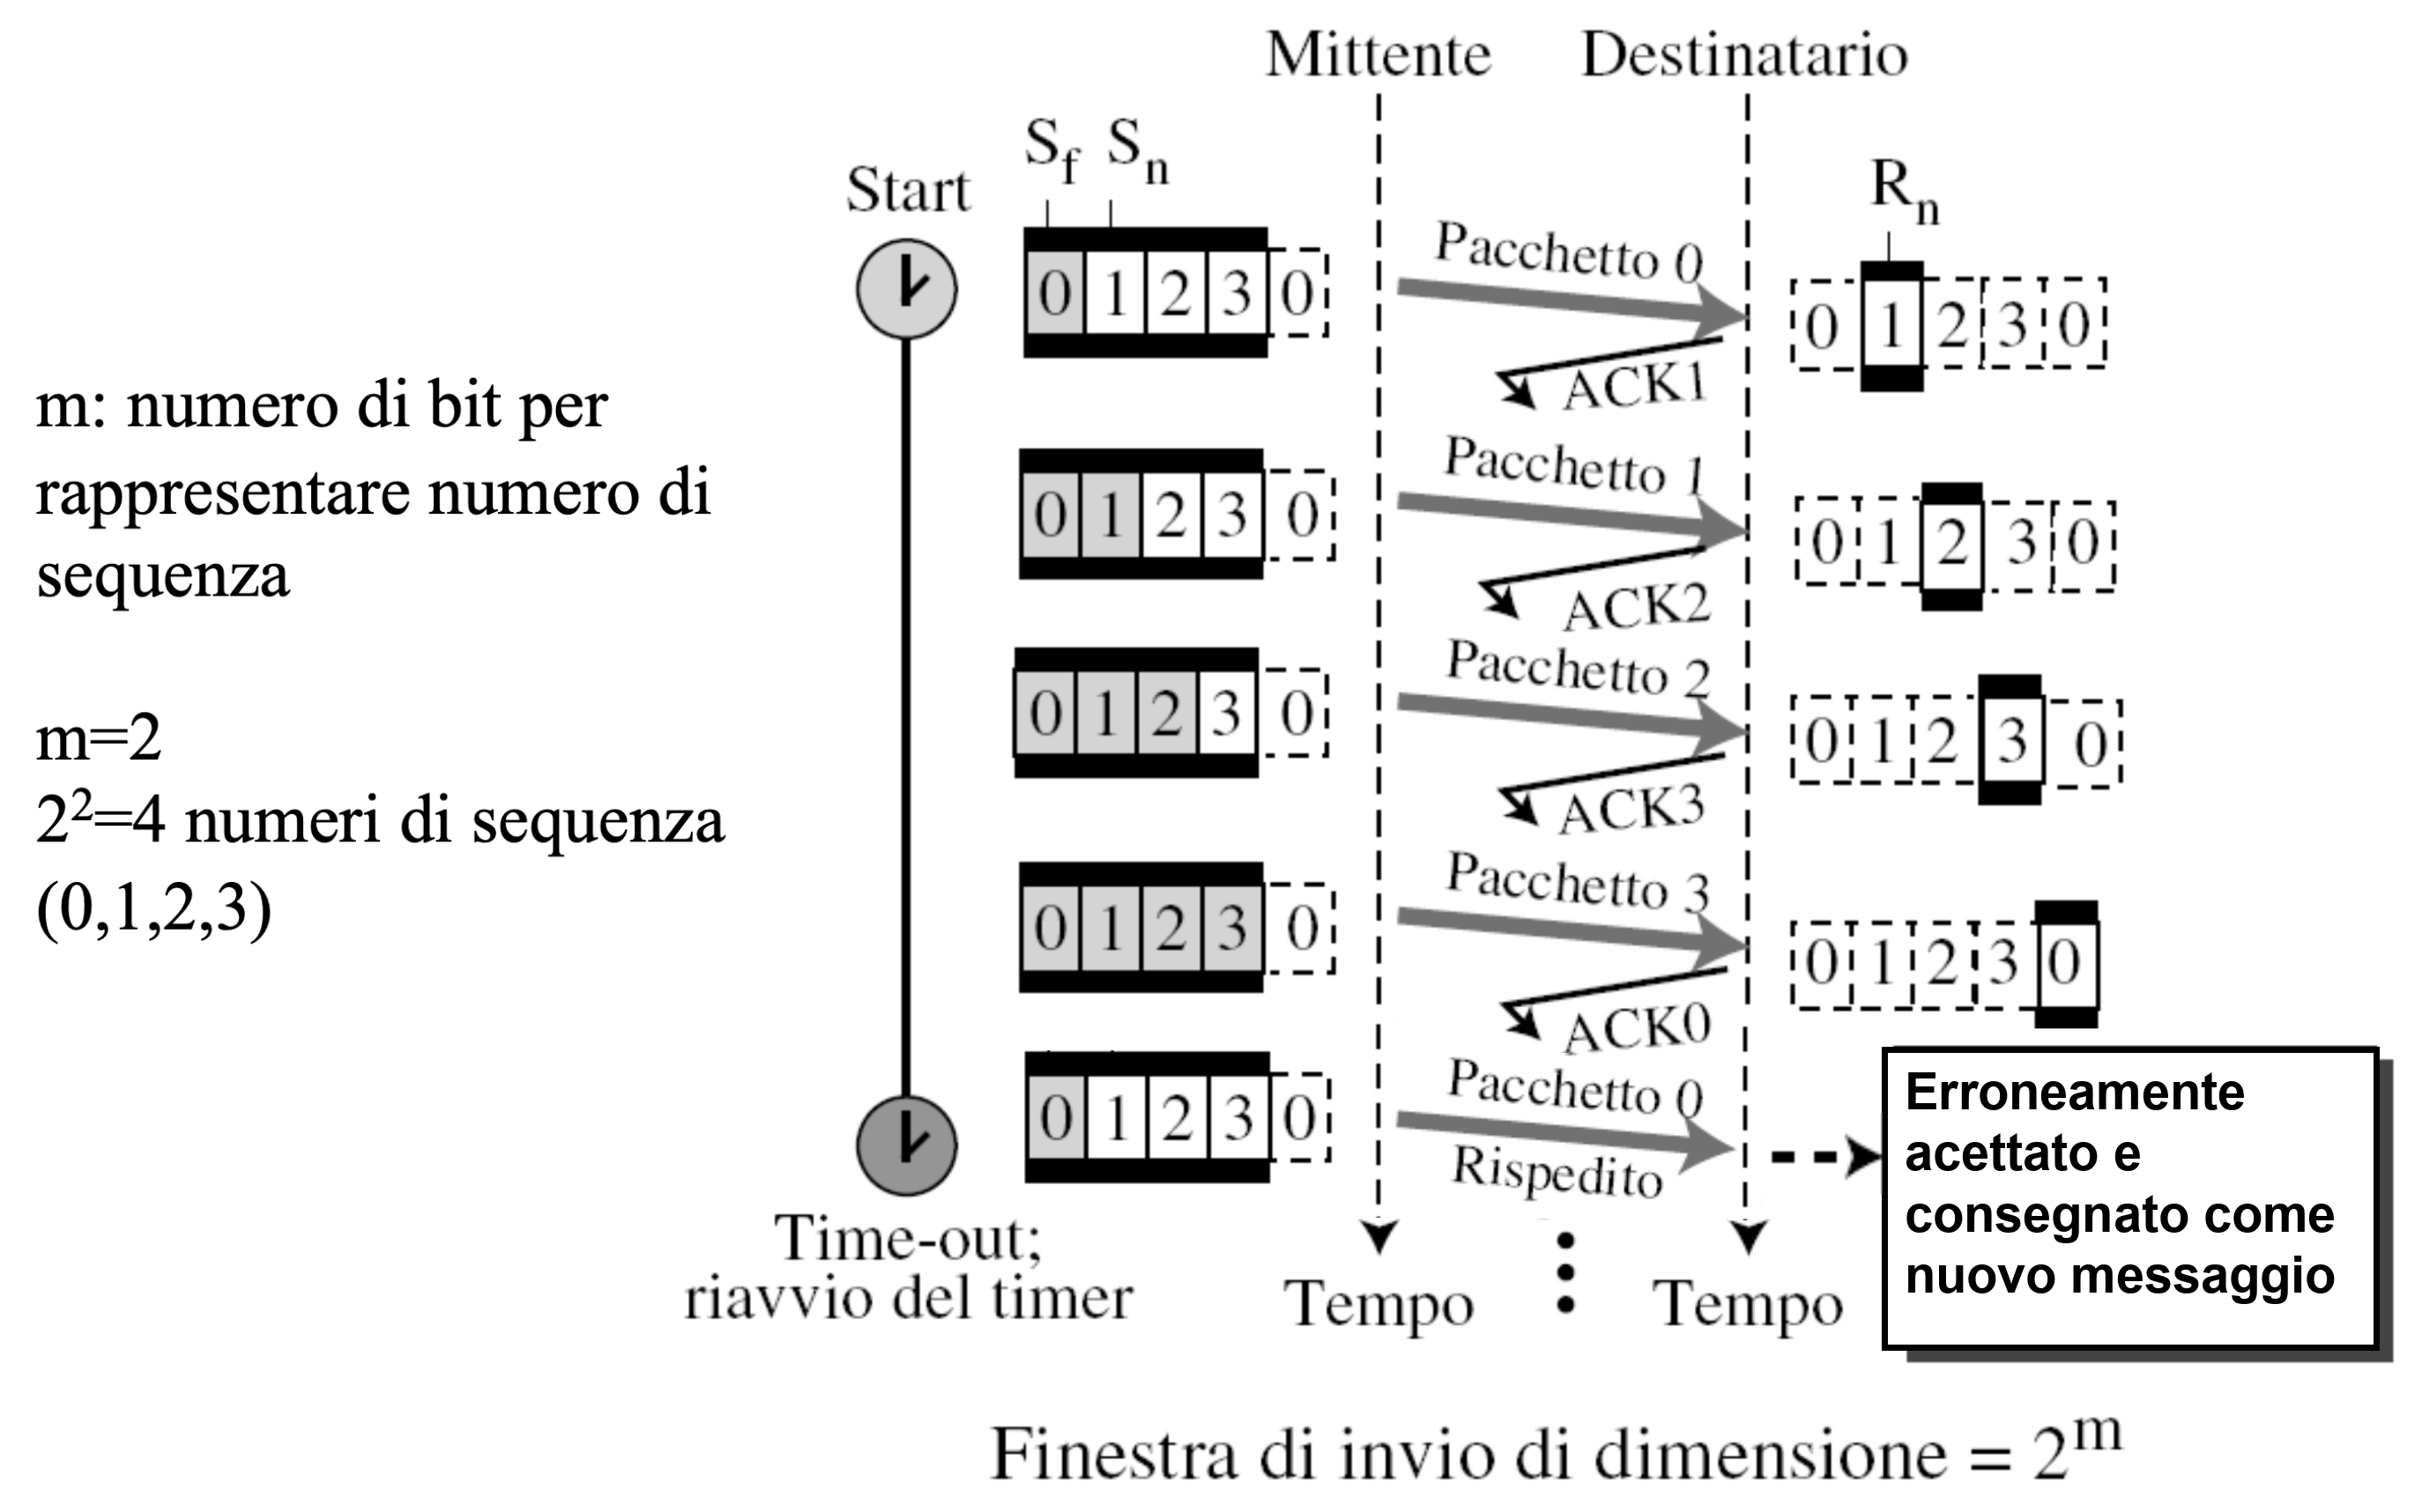 Mittente Destinatario
Sf Sn
Start
Rn
0 1 2 3 0
Pacchetto 0
0 1 2 3 0
ACK1
m: numero di bit per
rappresentare numero di
sequenza
0 1 2 3 0
Pacchetto 1
0 1 2 3 0
ACK2
0 1 2 3 0
Pacchetto 2
0 1 2 3 0
ACK3
m=2
2²=4 numeri di sequenza
(0,1,2,3)
0 1 2 3 0
Pacchetto 3
0 1 2 3 0
ACK0
0 1 2 3 0
Pacchetto 0
Rispedito
Erroneamente
acettato e
consegnato come
nuovo messaggio
Time-out;
riavvio del timer
Tempo
Tempo
Finestra di invio di dimensione = 2^m